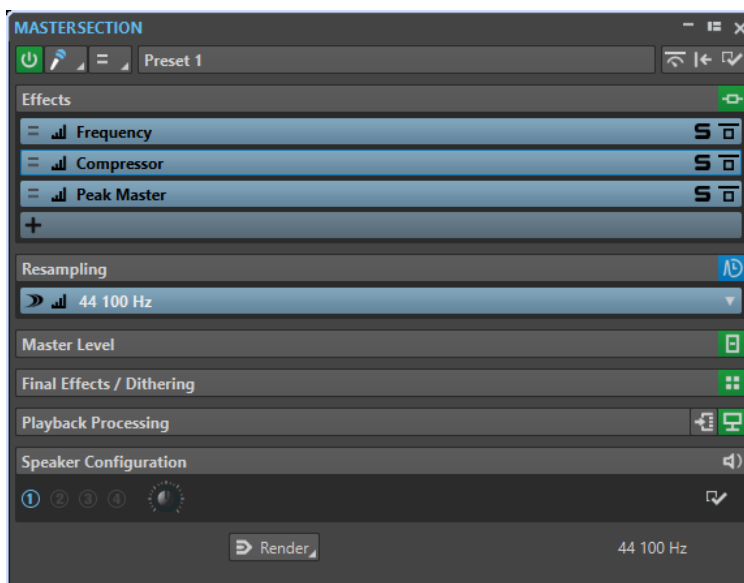 MASTERSECTION
Preset 1
Effects
Frequency S
Compressor S
Peak Master S
Resampling
44 100 Hz
Master Level
Final Effects / Dithering
Playback Processing
Speaker Configuration
1 2 3 4
Render 44 100 Hz